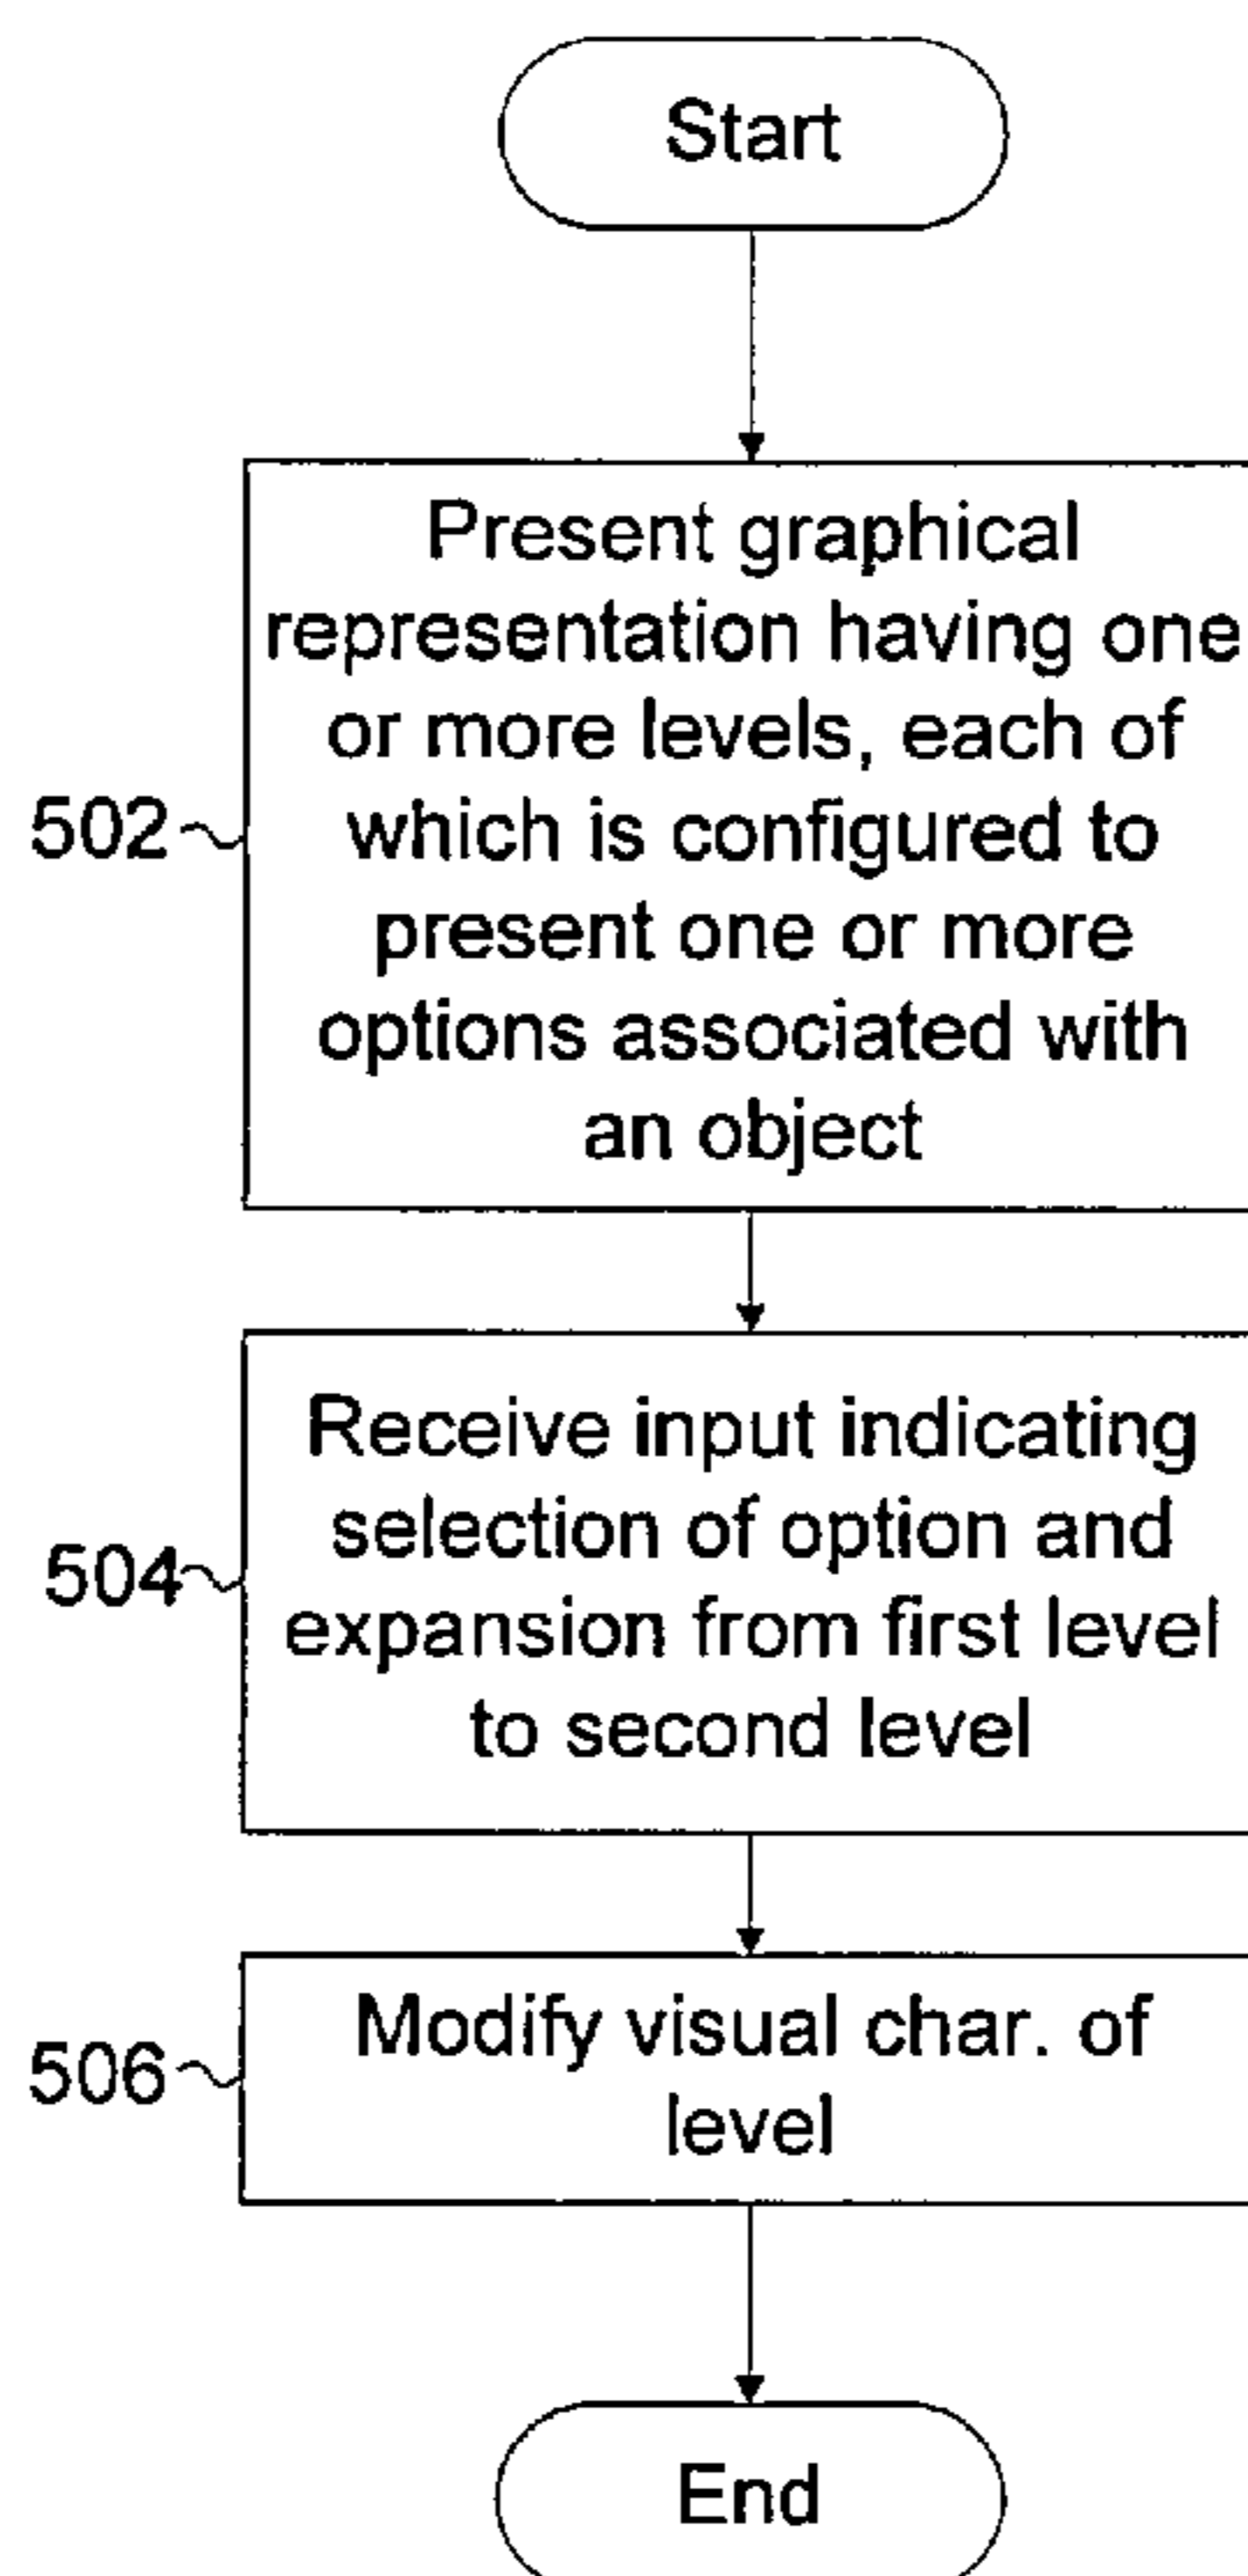 Start
Present graphical
representation having one
or more levels, each of
502
which is configured to
present one or more
options associated with
an object
Receive input indicating
selection of option and
504
expansion from first level
to second level
Modify visual char. of
506
level
End